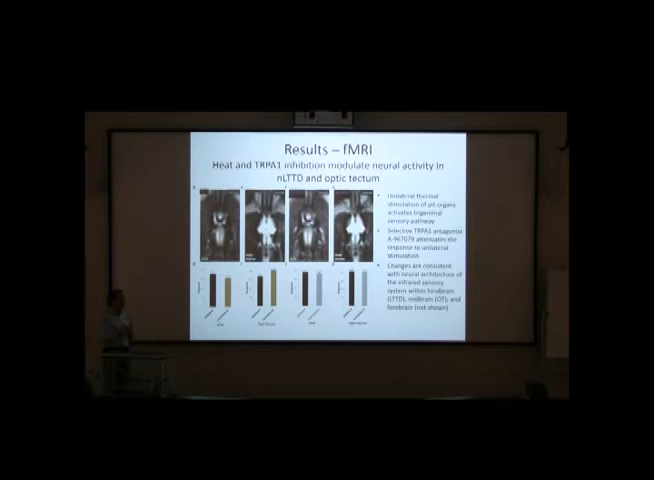 Results – fMRI
Heat and TRPA1 inhibition modulate neural activity in
nLTTD and optic tectum
• Unilateral thermal
stimulation of pit organs
activates trigeminal
sensory pathway
• Selective TRPA1 antagonist
A-967079 attenuates the
response to unilateral
stimulation
• Changes are consistent
with neural architecture of
the infrared sensory
system within hindbrain
(LTTD), midbrain (OT), and
forebrain (not shown)